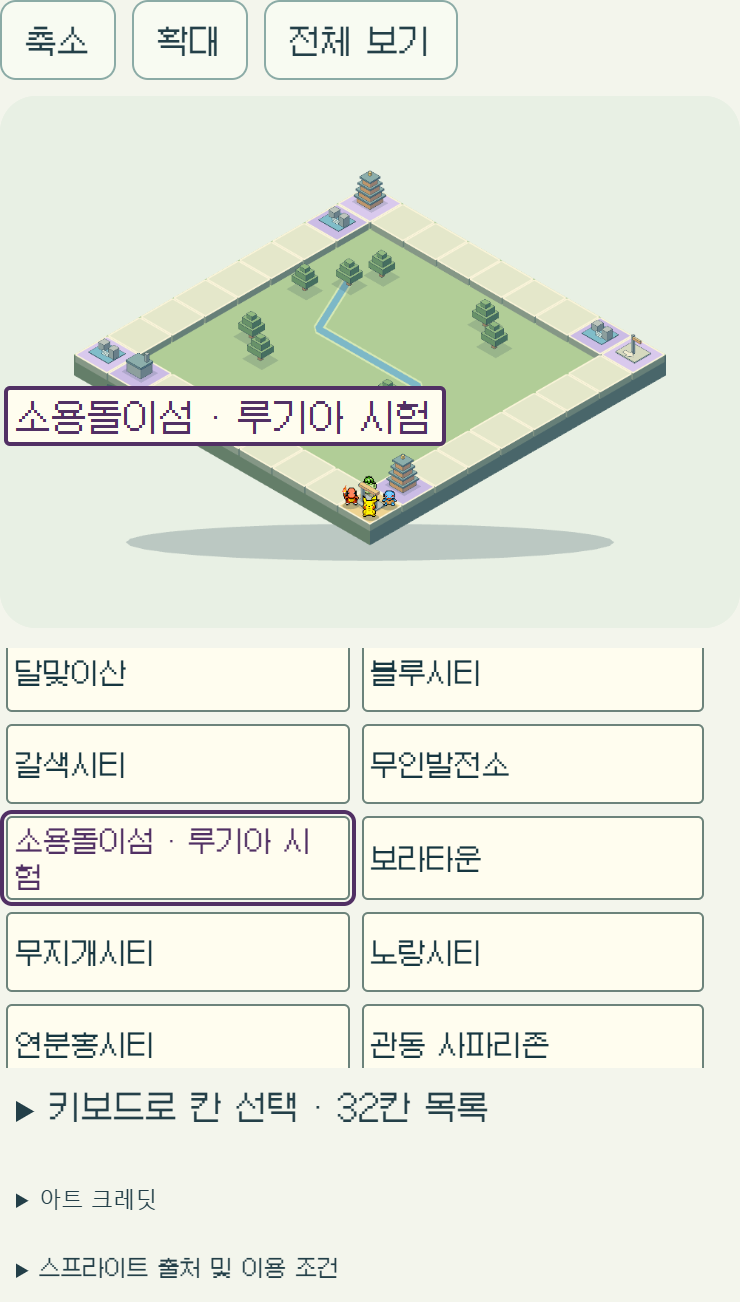 축소
확대
전체 보기
소용돌이섬 · 루기아 시험
달맞이산
블루시티
갈색시티
무인발전소
소용돌이섬 · 루기아 시
험
보라타운
무지개시티
노랑시티
연분홍시티
관동 사파리존
▶ 키보드로 칸 선택 · 32칸 목록
▶ 아트 크레딧
▶ 스프라이트 출처 및 이용 조건